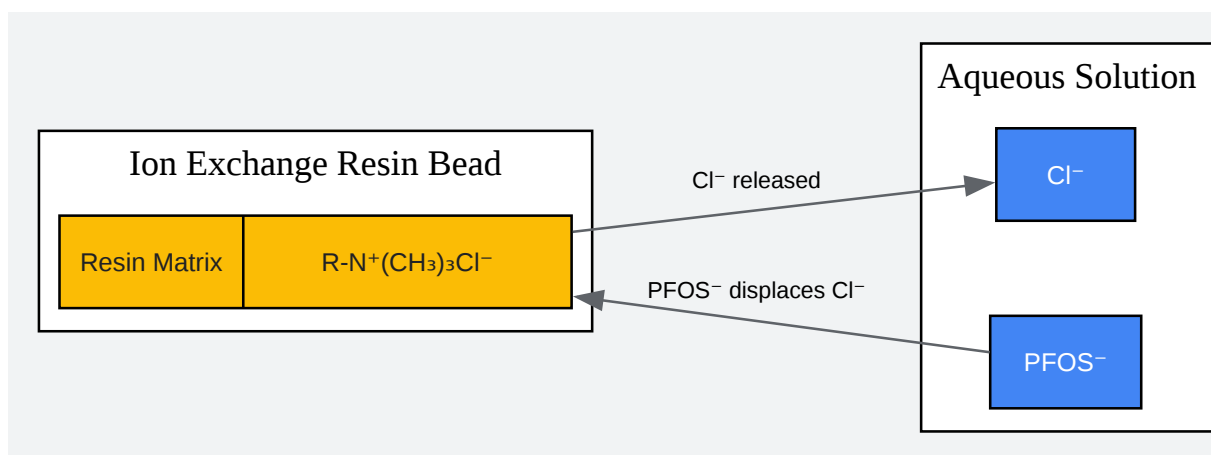 Aqueous Solution
Ion Exchange Resin Bead
Cl⁻ released
Cl⁻
Resin Matrix
R-N⁺(CH₃)₃Cl⁻
PFOS⁻ displaces Cl⁻
PFOS⁻